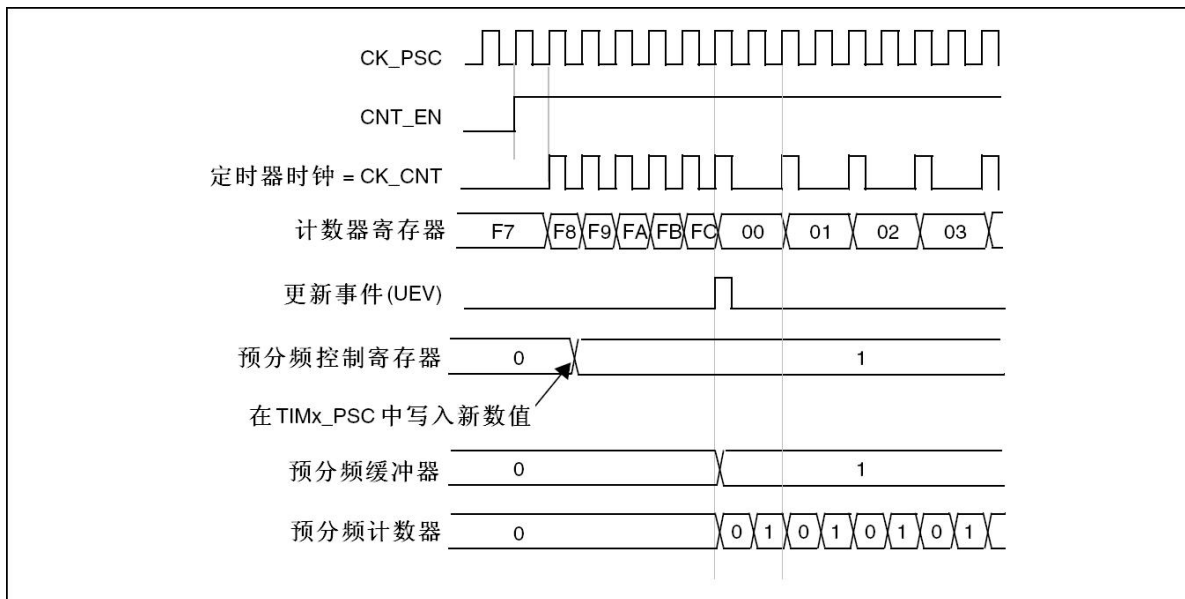 CK_PSC
CNT_EN
定时器时钟 = CK_CNT
计数器寄存器 F7 F8 F9 FA FB FC 00 01 02 03
更新事件(UEV)
预分频控制寄存器 0 1
在TIMx_PSC 中写入新数值
预分频缓冲器 0 1
预分频计数器 0 0 1 0 1 0 1 0 1